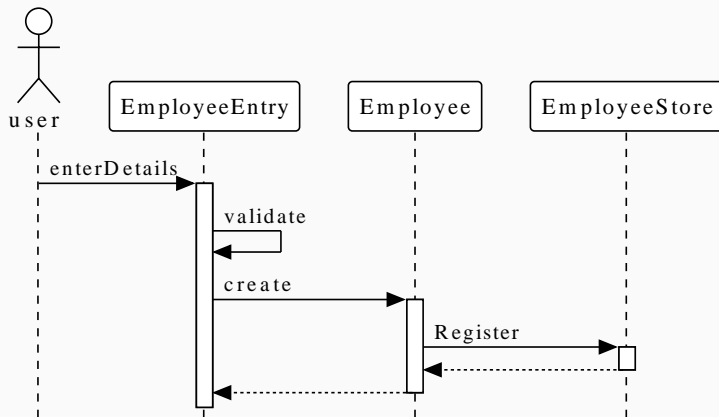 user
EmployeeEntry
Employee
EmployeeStore
enterDetails
validate
create
Register